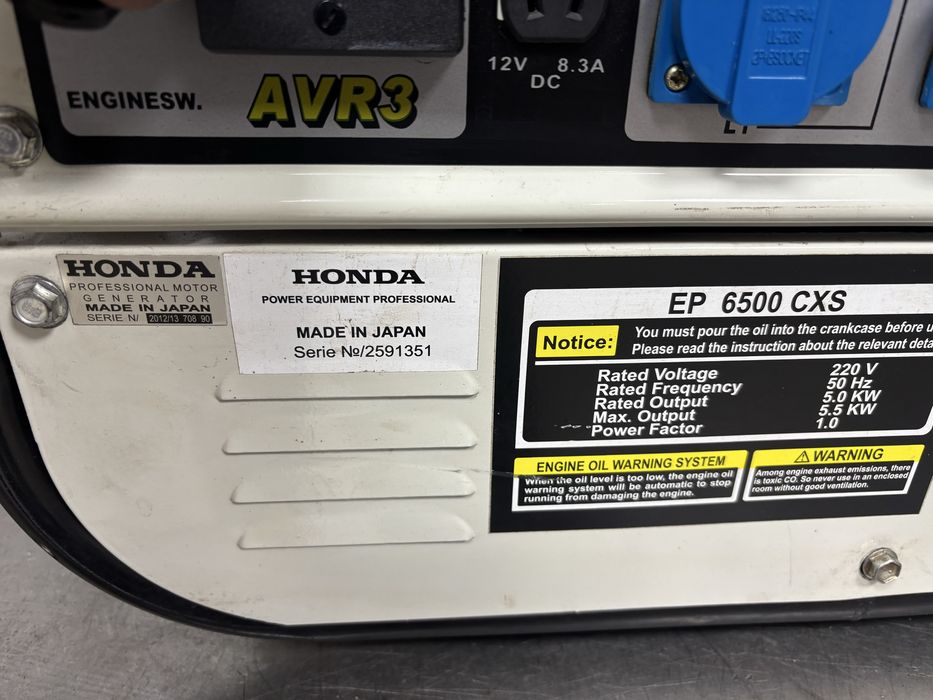 ENGINESW.
AVR3
12V 8.3A
DC
HONDA
PROFESSIONAL MOTOR
GENERATOR
MADE IN JAPAN
SERIE N/ 2012/13 708 90
HONDA
POWER EQUIPMENT PROFESSIONAL
MADE IN JAPAN
Serie №/2591351
EP 6500 CXS
Notice:
You must pour the oil into the crankcase before u
Please read the instruction about the relevant deta
Rated Voltage 220 V
Rated Frequency 50 Hz
Rated Output 5.0 KW
Max. Output 5.5 KW
Power Factor 1.0
ENGINE OIL WARNING SYSTEM
When the oil level is too low, the engine oil
warning system will be automatic to stop
running from damaging the engine.
⚠ WARNING
Among engine exhaust emissions, there
is toxic CO. So never use in an enclosed
room without good ventilation.